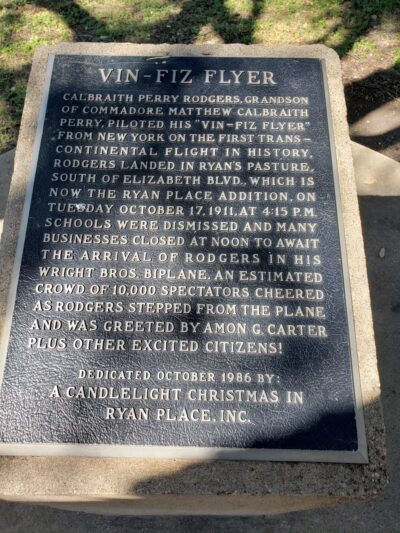 VIN-FIZ FLYER
CALBRAITH PERRY RODGERS, GRANDSON
OF COMMADORE MATTHEW CALBRAITH
PERRY, PILOTED HIS "VIN-FIZ FLYER"
FROM NEW YORK ON THE FIRST TRANS-
CONTINENTAL FLIGHT IN HISTORY.
RODGERS LANDED IN RYAN'S PASTURE,
SOUTH OF ELIZABETH BLVD., WHICH IS
NOW THE RYAN PLACE ADDITION, ON
TUESDAY OCTOBER 17, 1911, AT 4:15 P.M.
SCHOOLS WERE DISMISSED AND MANY
BUSINESSES CLOSED AT NOON TO AWAIT
THE ARRIVAL OF RODGERS IN HIS
WRIGHT BROS. BIPLANE. AN ESTIMATED
CROWD OF 10,000 SPECTATORS CHEERED
AS RODGERS STEPPED FROM THE PLANE
AND WAS GREETED BY AMON G. CARTER
PLUS OTHER EXCITED CITIZENS!
DEDICATED OCTOBER 1986 BY:
A CANDLELIGHT CHRISTMAS IN
RYAN PLACE, INC.